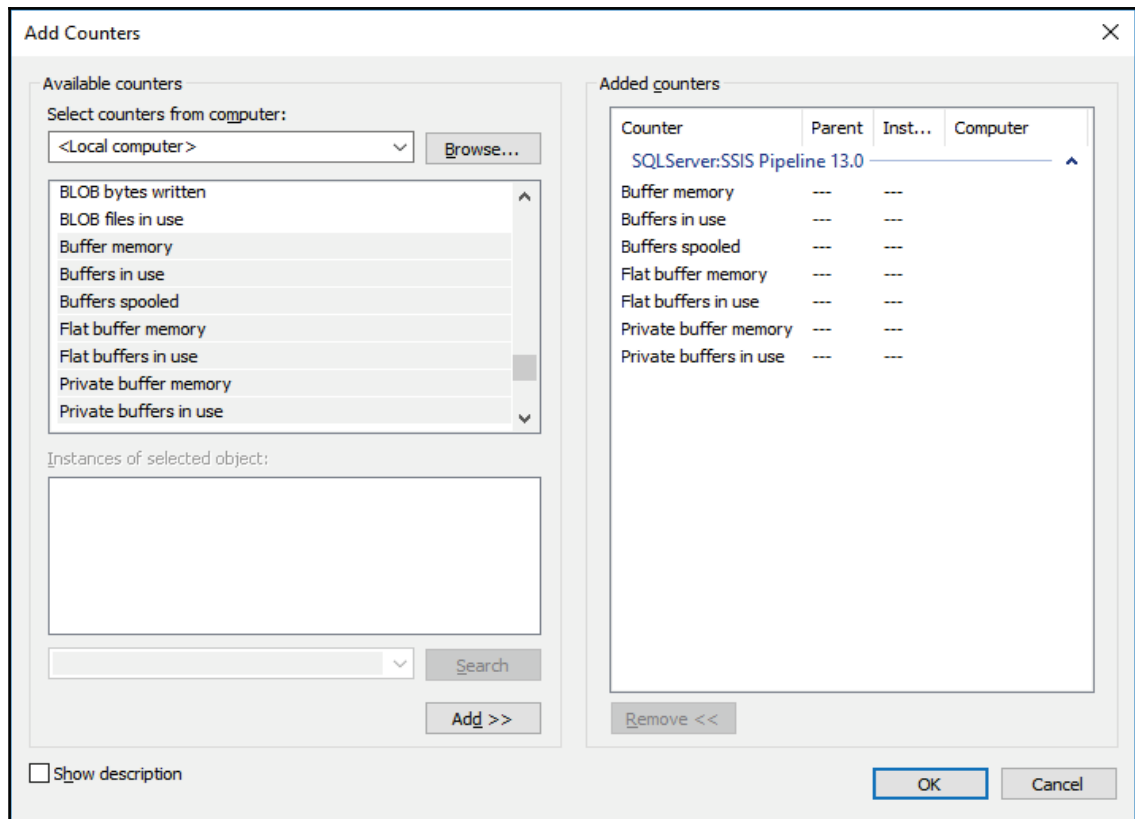 Add Counters
Available counters
Select counters from computer:
<Local computer>
Browse...
BLOB bytes written
BLOB files in use
Buffer memory
Buffers in use
Buffers spooled
Flat buffer memory
Flat buffers in use
Private buffer memory
Private buffers in use
Instances of selected object:
Search
Add >>
Show description
Added counters
Counter Parent Inst... Computer
SQLServer:SSIS Pipeline 13.0
Buffer memory --- ---
Buffers in use --- ---
Buffers spooled --- ---
Flat buffer memory --- ---
Flat buffers in use --- ---
Private buffer memory --- ---
Private buffers in use --- ---
Remove <<
OK Cancel